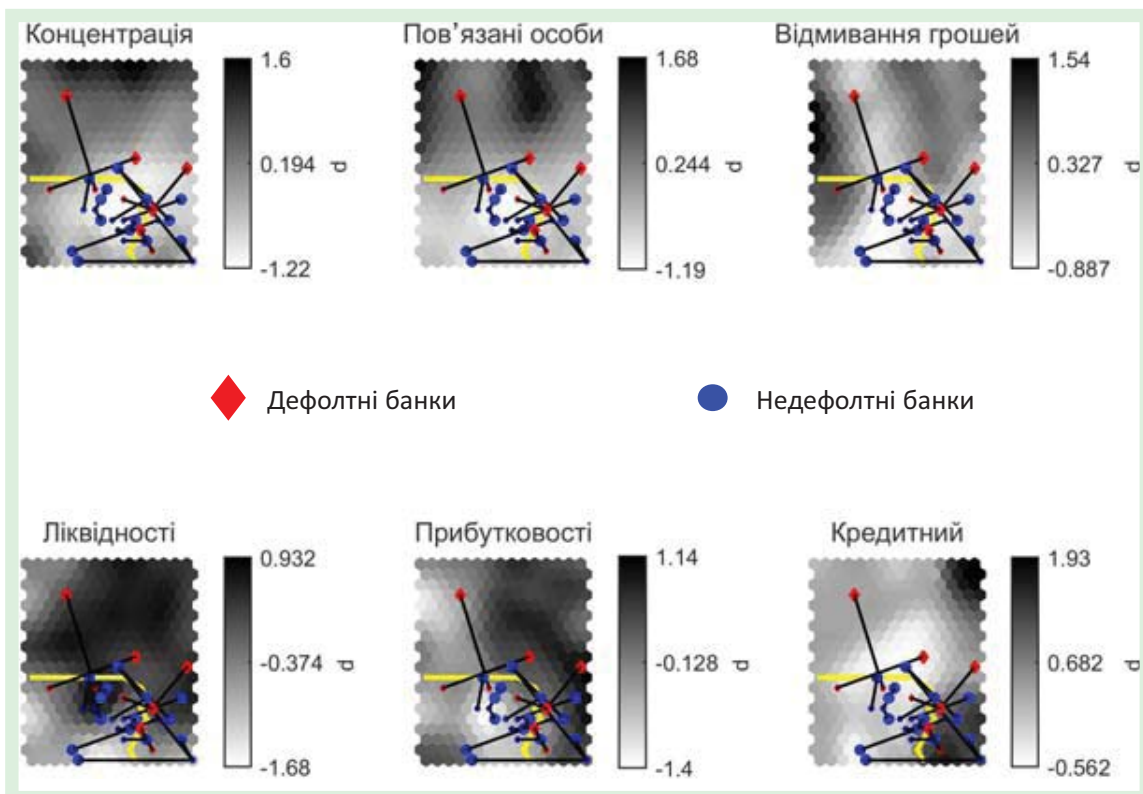 Концентрація
1.6
0.194
d
-1.22
Пов’язані особи
1.68
0.244
d
-1.19
Відмивання грошей
1.54
0.327
d
-0.887
Дефолтні банки
Недефолтні банки
Ліквідності
0.932
-0.374
d
-1.68
Прибутковості
1.14
-0.128
d
-1.4
Кредитний
1.93
0.682
d
-0.562